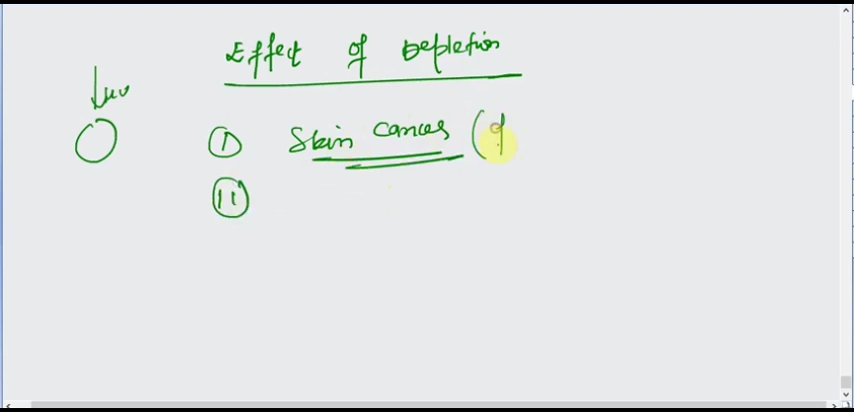 Effect of Depletion
↓uv
(i) Skin cancer (
(ii)